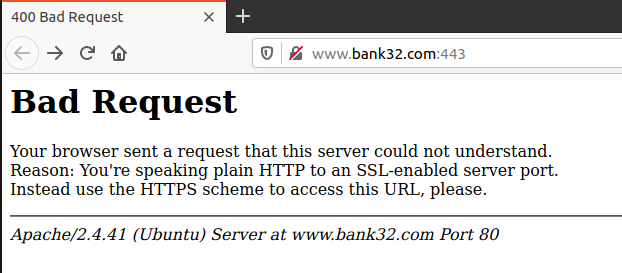 400 Bad Request
www.bank32.com:443
Bad Request
Your browser sent a request that this server could not understand.
Reason: You're speaking plain HTTP to an SSL-enabled server port.
Instead use the HTTPS scheme to access this URL, please.
Apache/2.4.41 (Ubuntu) Server at www.bank32.com Port 80